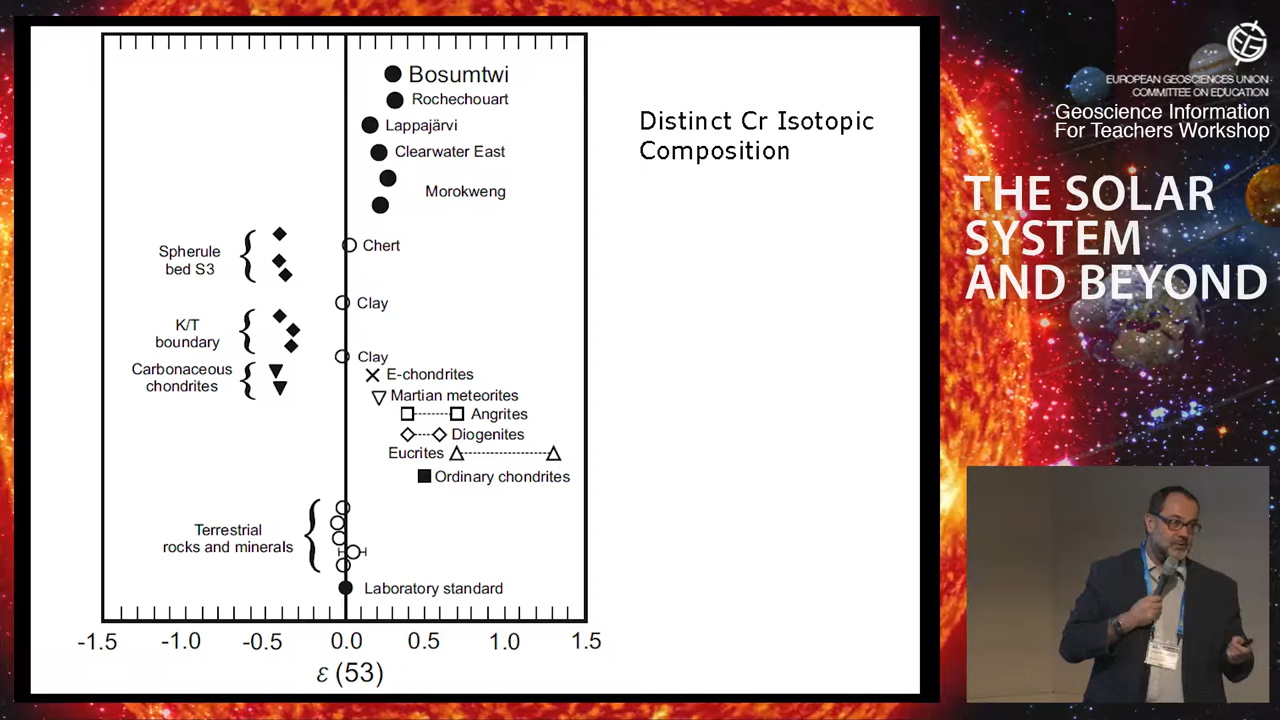 Bosumtwi
Rochechouart
Lappajärvi
Clearwater East
Morokweng
Spherule
bed S3
Chert
Clay
K/T
boundary
Clay
Carbonaceous
chondrites
E-chondrites
Martian meteorites
Angrites
Diogenites
Eucrites
Ordinary chondrites
Terrestrial
rocks and minerals
Laboratory standard
-1.5 -1.0 -0.5 0.0 0.5 1.0 1.5
ε (53)
Distinct Cr Isotopic
Composition
EGU
EUROPEAN GEOSCIENCES UNION
COMMITTEE ON EDUCATION
Geoscience Information
For Teachers Workshop
THE SOLAR
SYSTEM
AND BEYOND